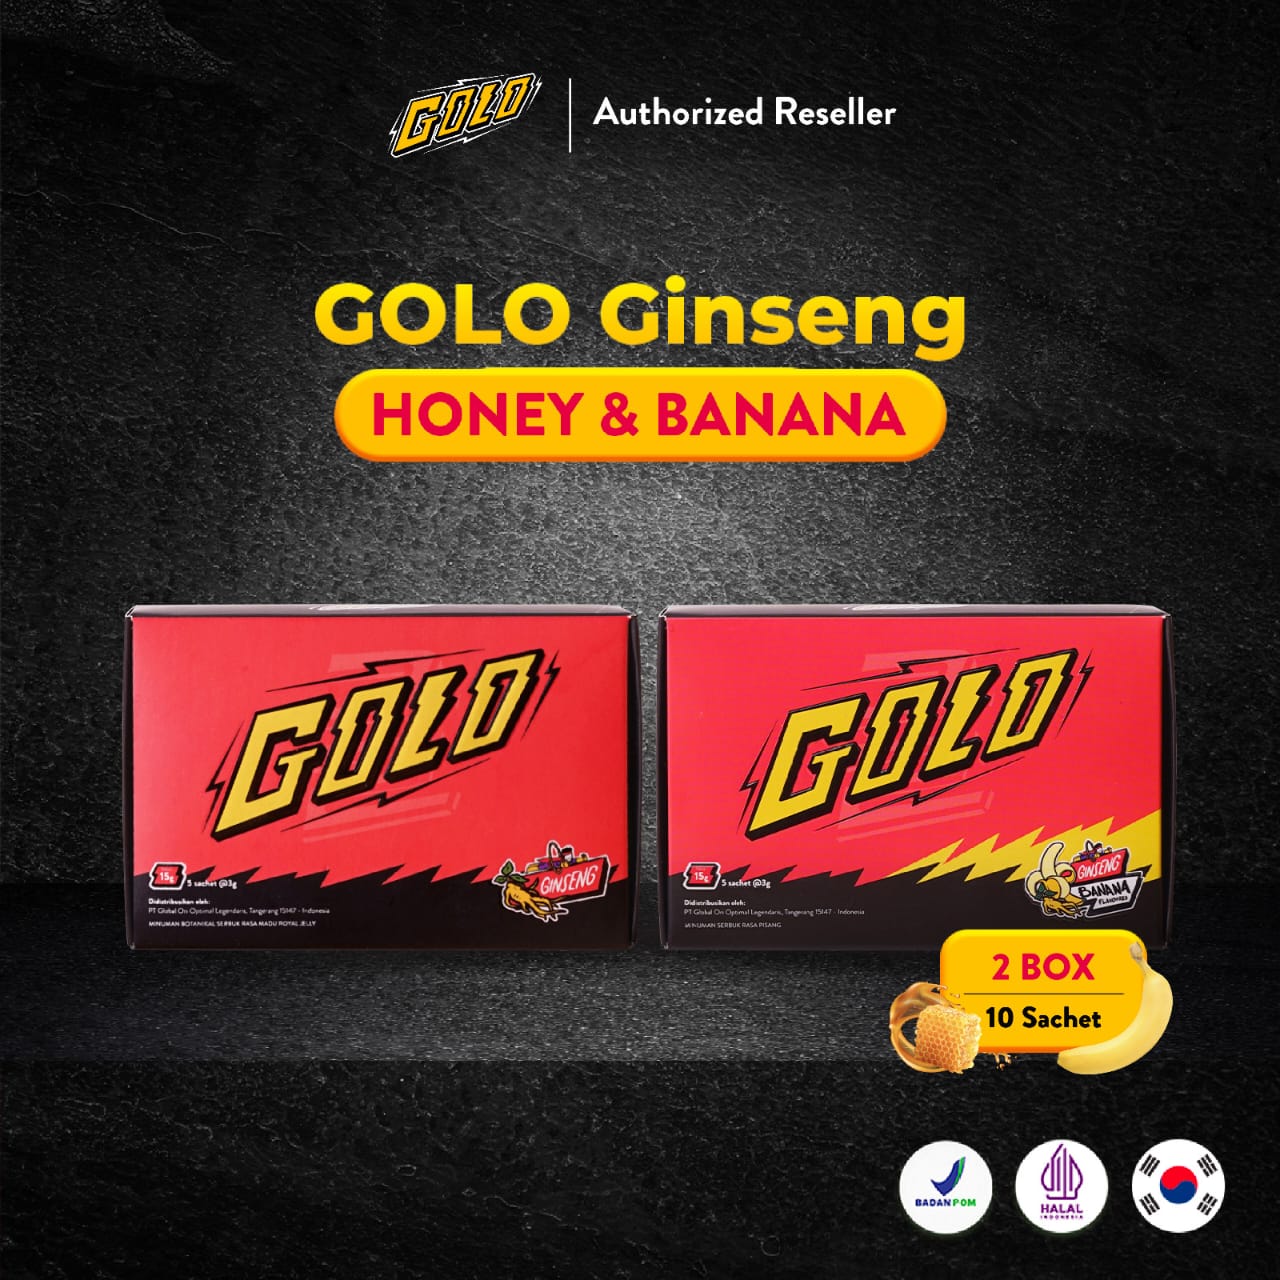 GOLO
Authorized Reseller
GOLO Ginseng
HONEY & BANANA
GOLO
15g
5 sachet @3g
GINSENG
Didistribusikan oleh:
PT Global On Optimal Legendaris, Tangerang 15147 - Indonesia
MINUMAN BOTANIKAL SERBUK RASA MADU ROYAL JELLY
GOLO
15g
5 sachet @3g
GINSENG
BANANA
FLAVOURED
Didistribusikan oleh:
PT Global On Optimal Legendaris, Tangerang 15147 - Indonesia
MINUMAN SERBUK RASA PISANG
2 BOX
10 Sachet
BADAN POM
HALAL
INDONESIA